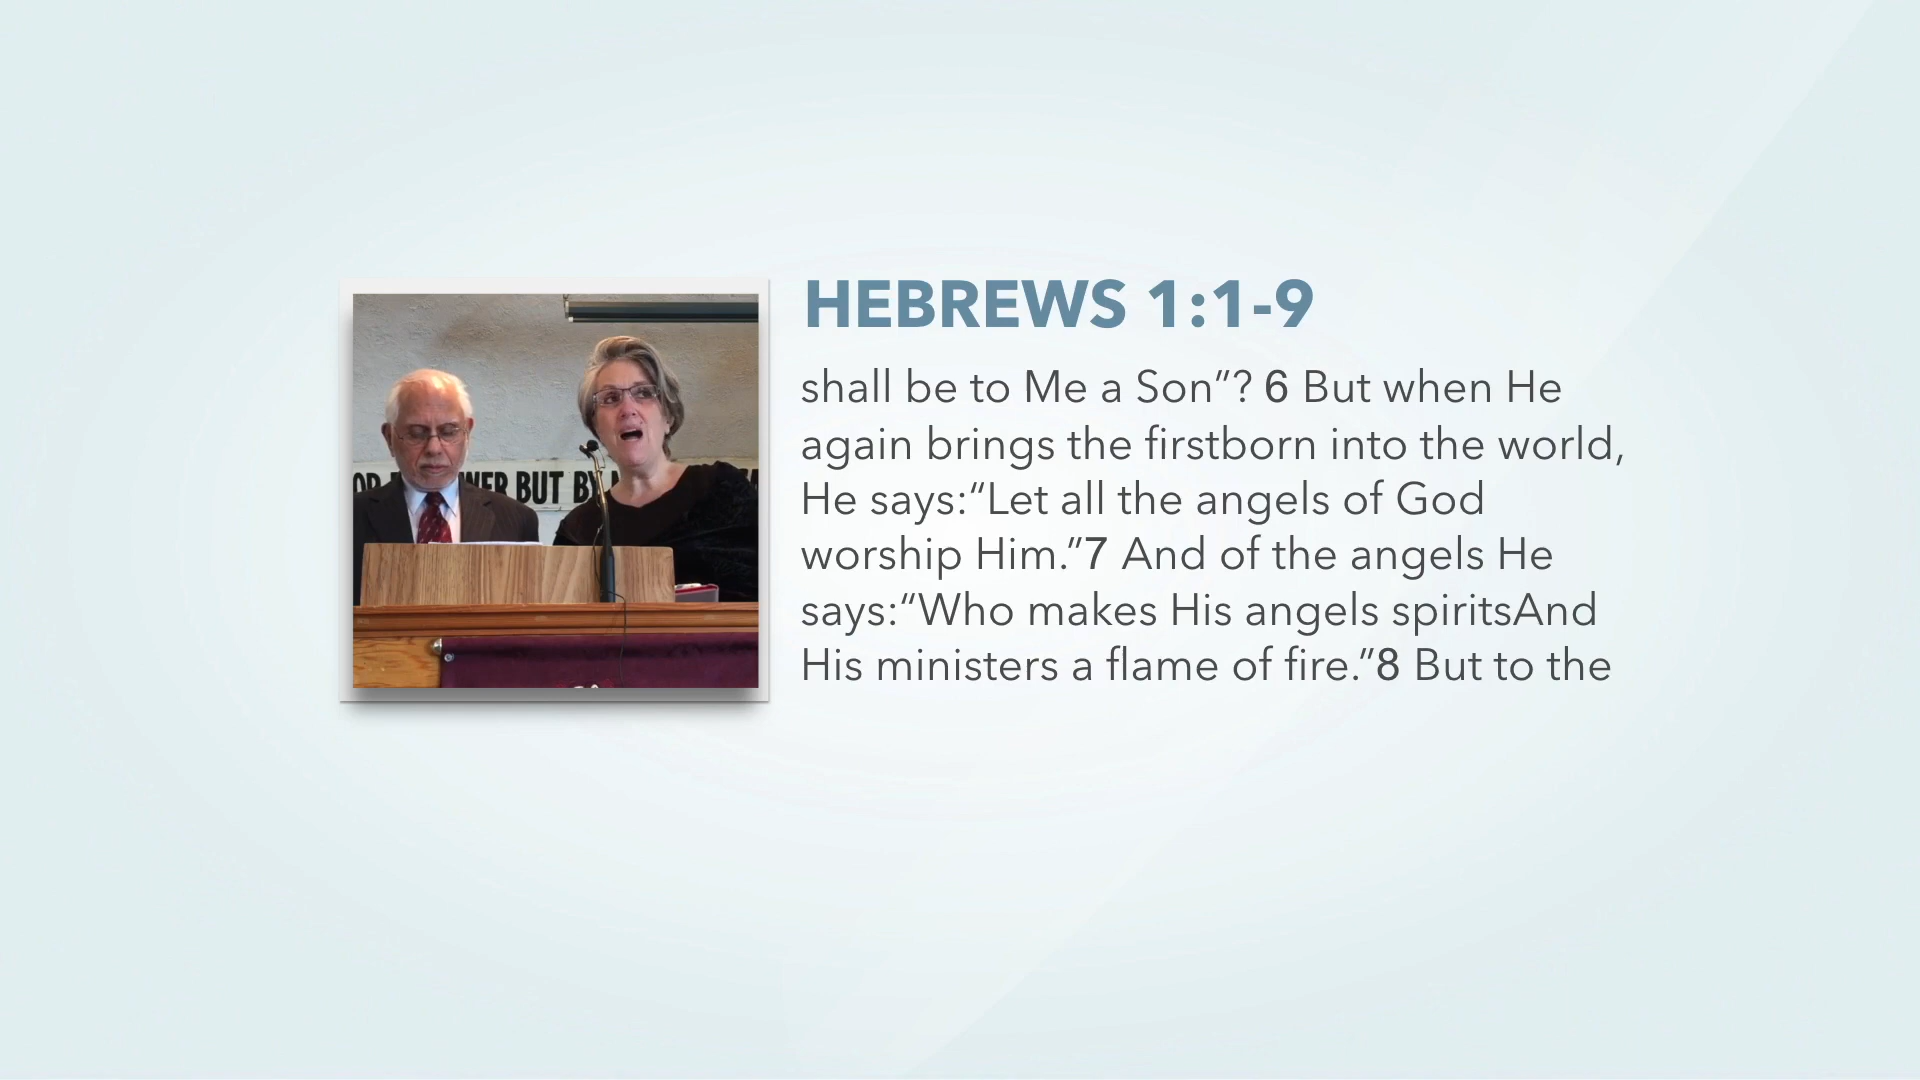 HEBREWS 1:1-9
shall be to Me a Son”? 6 But when He
again brings the firstborn into the world,
He says:“Let all the angels of God
worship Him.”7 And of the angels He
says:“Who makes His angels spiritsAnd
His ministers a flame of fire.”8 But to the
BUT